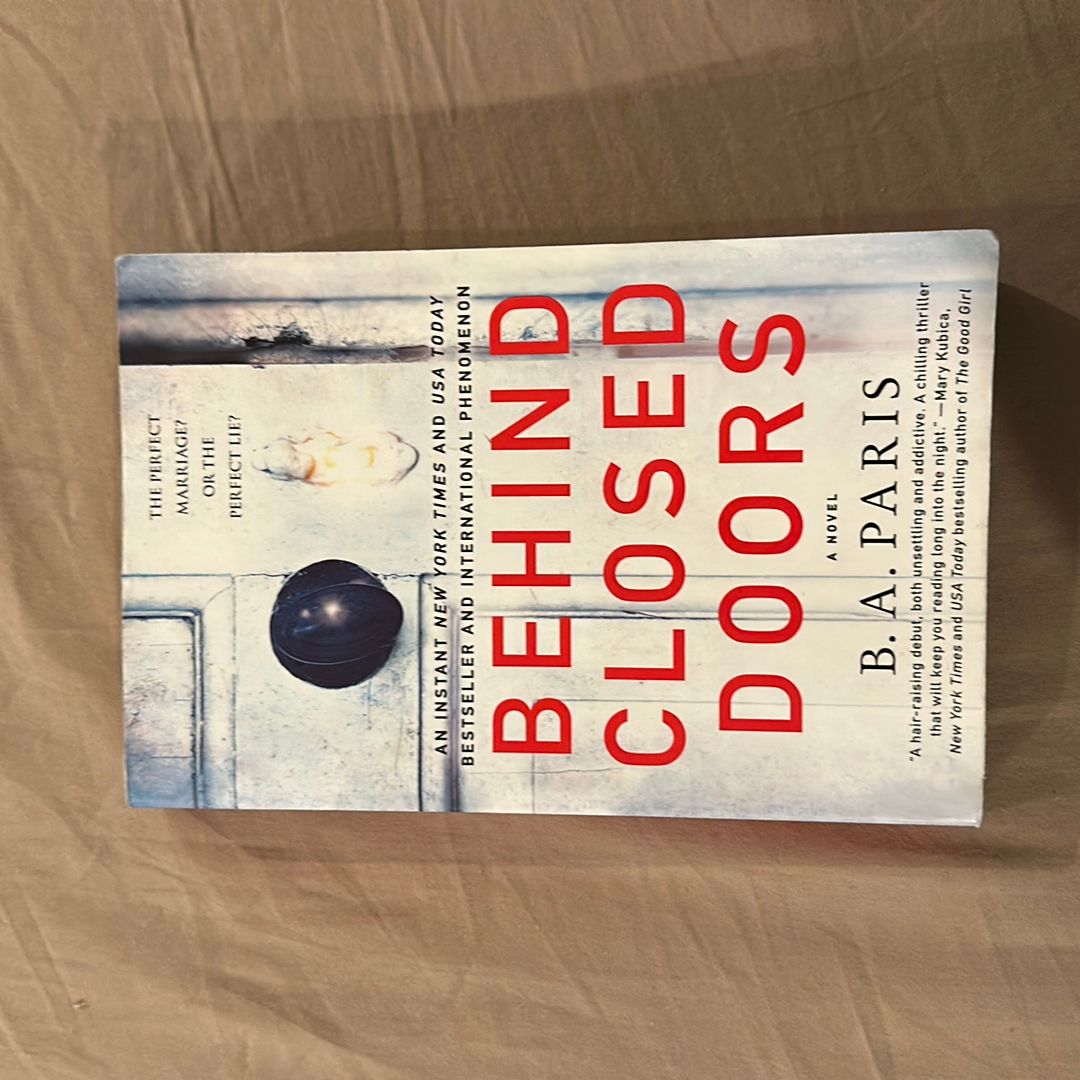 THE PERFECT
MARRIAGE?
OR THE
PERFECT LIE?
AN INSTANT NEW YORK TIMES AND USA TODAY
BESTSELLER AND INTERNATIONAL PHENOMENON
BEHIND
CLOSED
DOORS
A NOVEL
B. A. PARIS
"A hair-raising debut, both unsettling and addictive. A chilling thriller
that will keep you reading long into the night." —Mary Kubica,
New York Times and USA Today bestselling author of The Good Girl